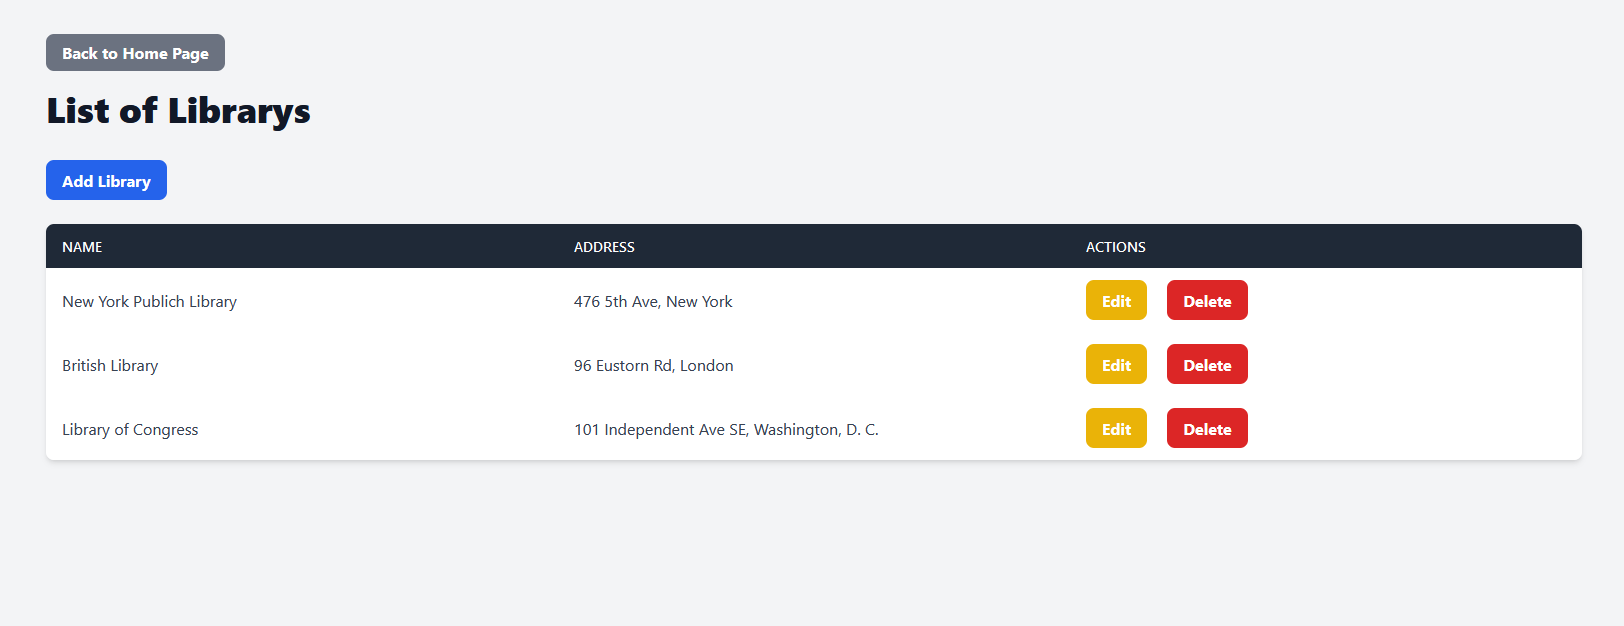 Back to Home Page
List of Librarys
Add Library
NAME ADDRESS ACTIONS
New York Publich Library 476 5th Ave, New York Edit Delete
British Library 96 Eustorn Rd, London Edit Delete
Library of Congress 101 Independent Ave SE, Washington, D. C. Edit Delete